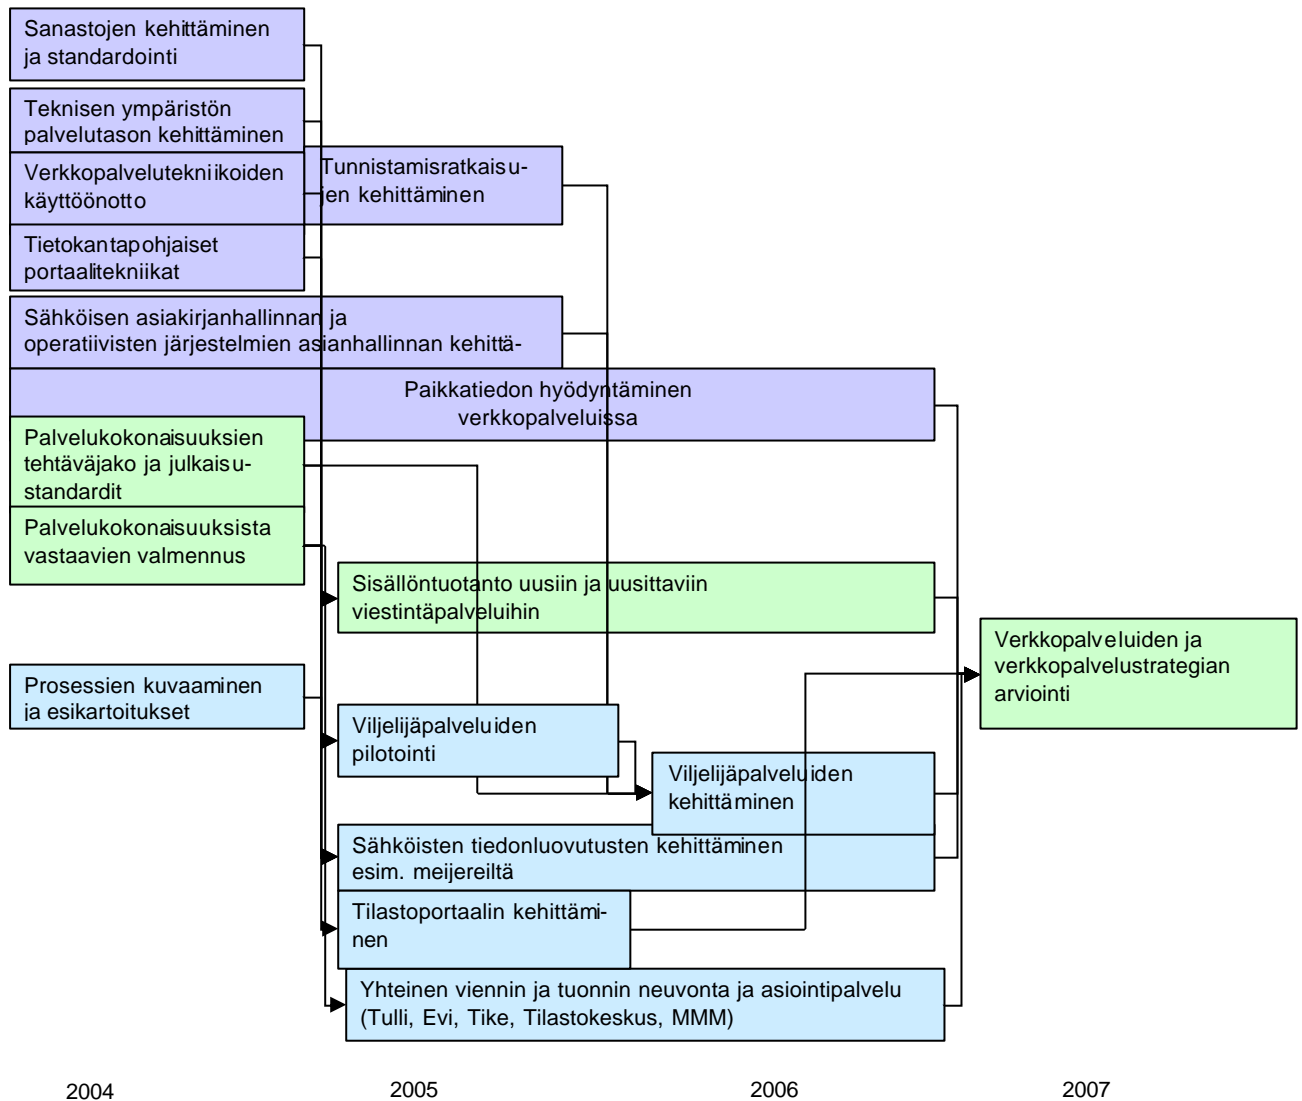 Sanastojen kehittäminen
ja standardointi
Teknisen ympäristön
palvelutason kehittäminen
Verkkopalvelutekniikoiden
käyttöönotto
Tunnistamisratkaisu-
jen kehittäminen
Tietokantapohjaiset
portaalitekniikat
Sähköisen asiakirjanhallinnan ja
operatiivisten järjestelmien asianhallinnan kehittä-
Paikkatiedon hyödyntäminen
verkkopalveluissa
Palvelukokonaisuuksien
tehtäväjako ja julkaisu-
standardit
Palvelukokonaisuuksista
vastaavien valmennus
Sisällöntuotanto uusiin ja uusittaviin
viestintäpalveluihin
Verkkopalveluiden ja
verkkopalvelustrategian
arviointi
Prosessien kuvaaminen
ja esikartoitukset
Viljelijäpalveluiden
pilotointi
Viljelijäpalveluiden
kehittäminen
Sähköisten tiedonluovutusten kehittäminen
esim. meijereiltä
Tilastoportaalin kehittämi-
nen
Yhteinen viennin ja tuonnin neuvonta ja asiointipalvelu
(Tulli, Evi, Tike, Tilastokeskus, MMM)
2004
2005
2006
2007